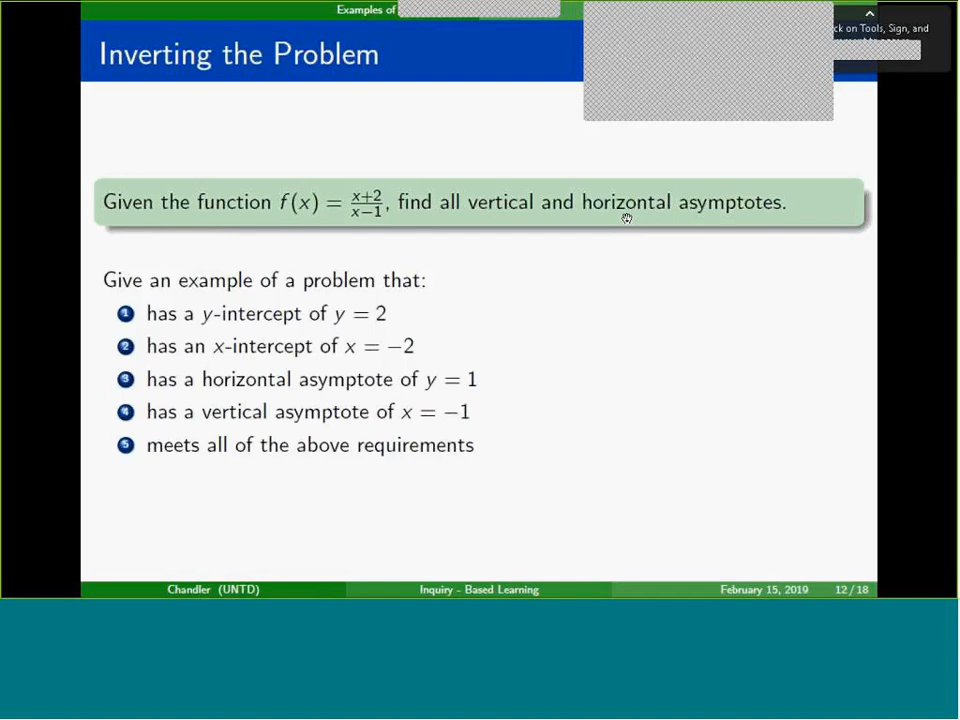 Examples of
ck on Tools, Sign, and
Inverting the Problem
Given the function f(x) = \frac{x+2}{x-1}, find all vertical and horizontal asymptotes.
Give an example of a problem that:
1 has a y-intercept of y = 2
2 has an x-intercept of x = −2
3 has a horizontal asymptote of y = 1
4 has a vertical asymptote of x = −1
5 meets all of the above requirements
Chandler (UNTD) Inquiry - Based Learning February 15, 2019 12 / 18